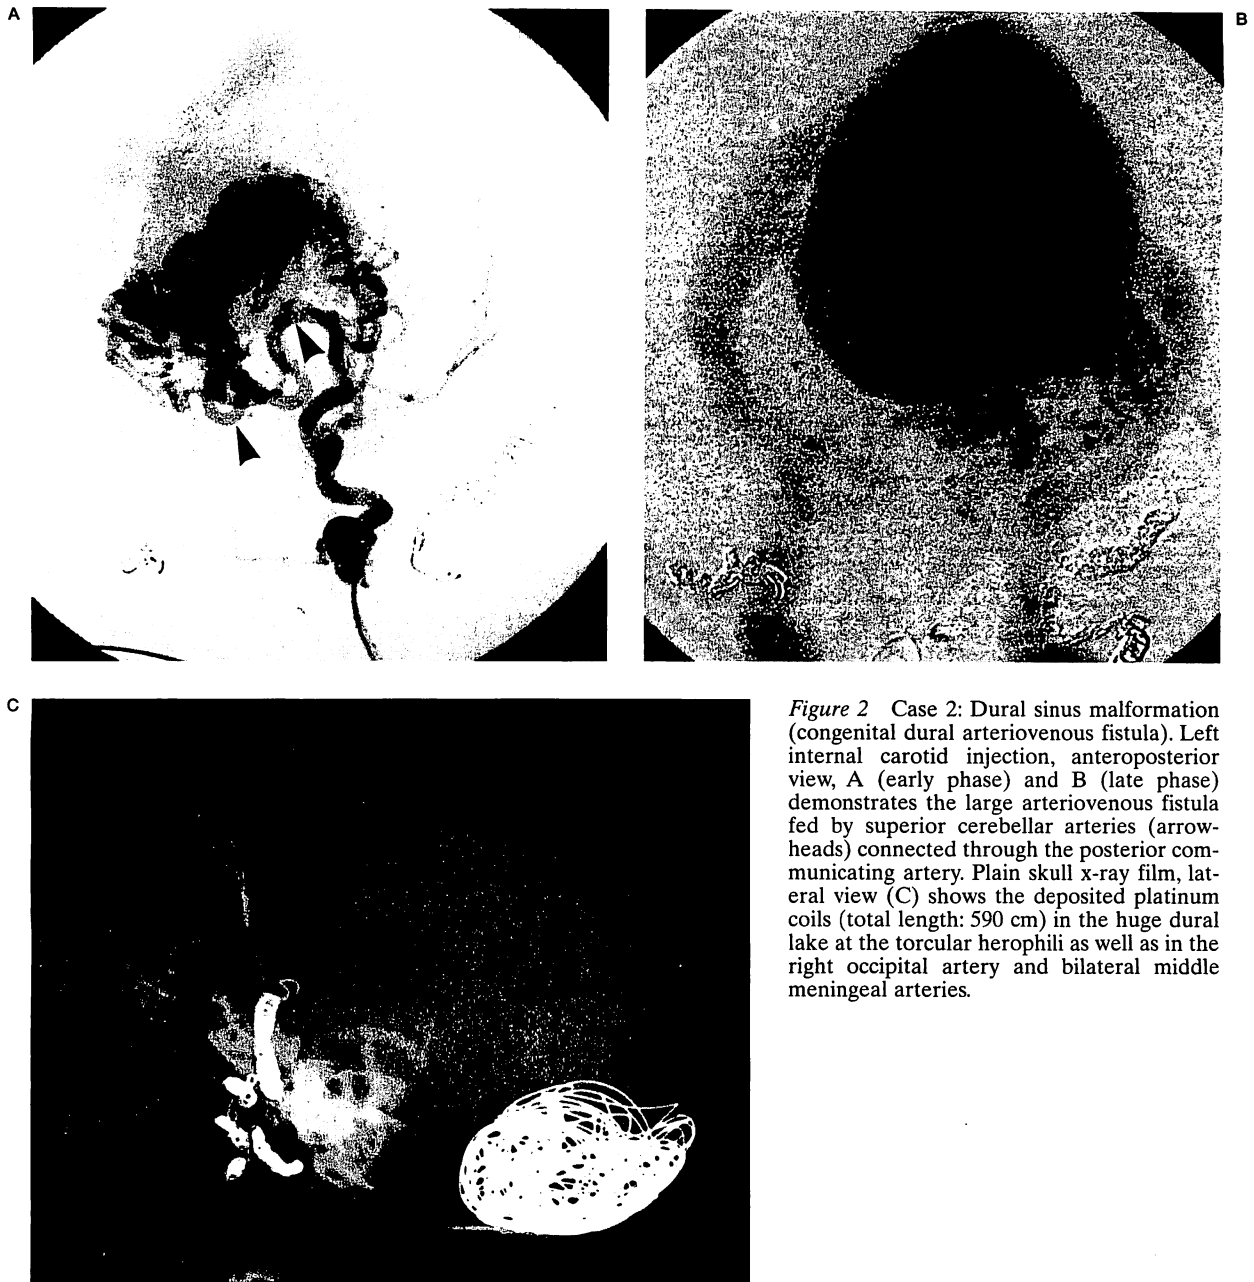 A
B
C
Figure 2 Case 2: Dural sinus malformation
(congenital dural arteriovenous fistula). Left
internal carotid injection, anteroposterior
view, A (early phase) and B (late phase)
demonstrates the large arteriovenous fistula
fed by superior cerebellar arteries (arrow-
heads) connected through the posterior com-
municating artery. Plain skull x-ray film, lat-
eral view (C) shows the deposited platinum
coils (total length: 590 cm) in the huge dural
lake at the torcular herophili as well as in the
right occipital artery and bilateral middle
meningeal arteries.